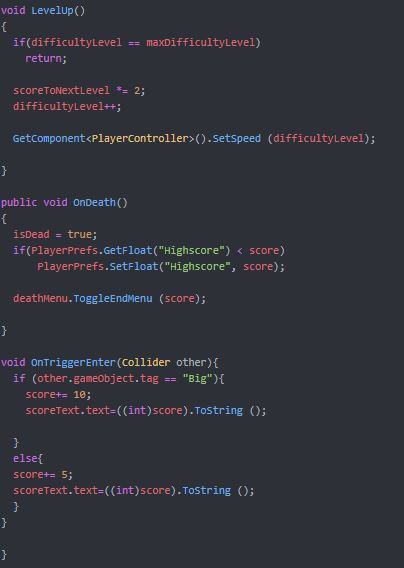 void LevelUp()
{
if(difficultyLevel == maxDifficultyLevel)
return;
scoreToNextLevel *= 2;
difficultyLevel++;
GetComponent<PlayerController>().SetSpeed (difficultyLevel);
}
public void OnDeath()
{
isDead = true;
if(PlayerPrefs.GetFloat("Highscore") < score)
PlayerPrefs.SetFloat("Highscore", score);
deathMenu.ToggleEndMenu (score);
}
void OnTriggerEnter(Collider other){
if (other.gameObject.tag == "Big"){
score+= 10;
scoreText.text=((int)score).ToString ();
}
else{
score+= 5;
scoreText.text=((int)score).ToString ();
}
}
}